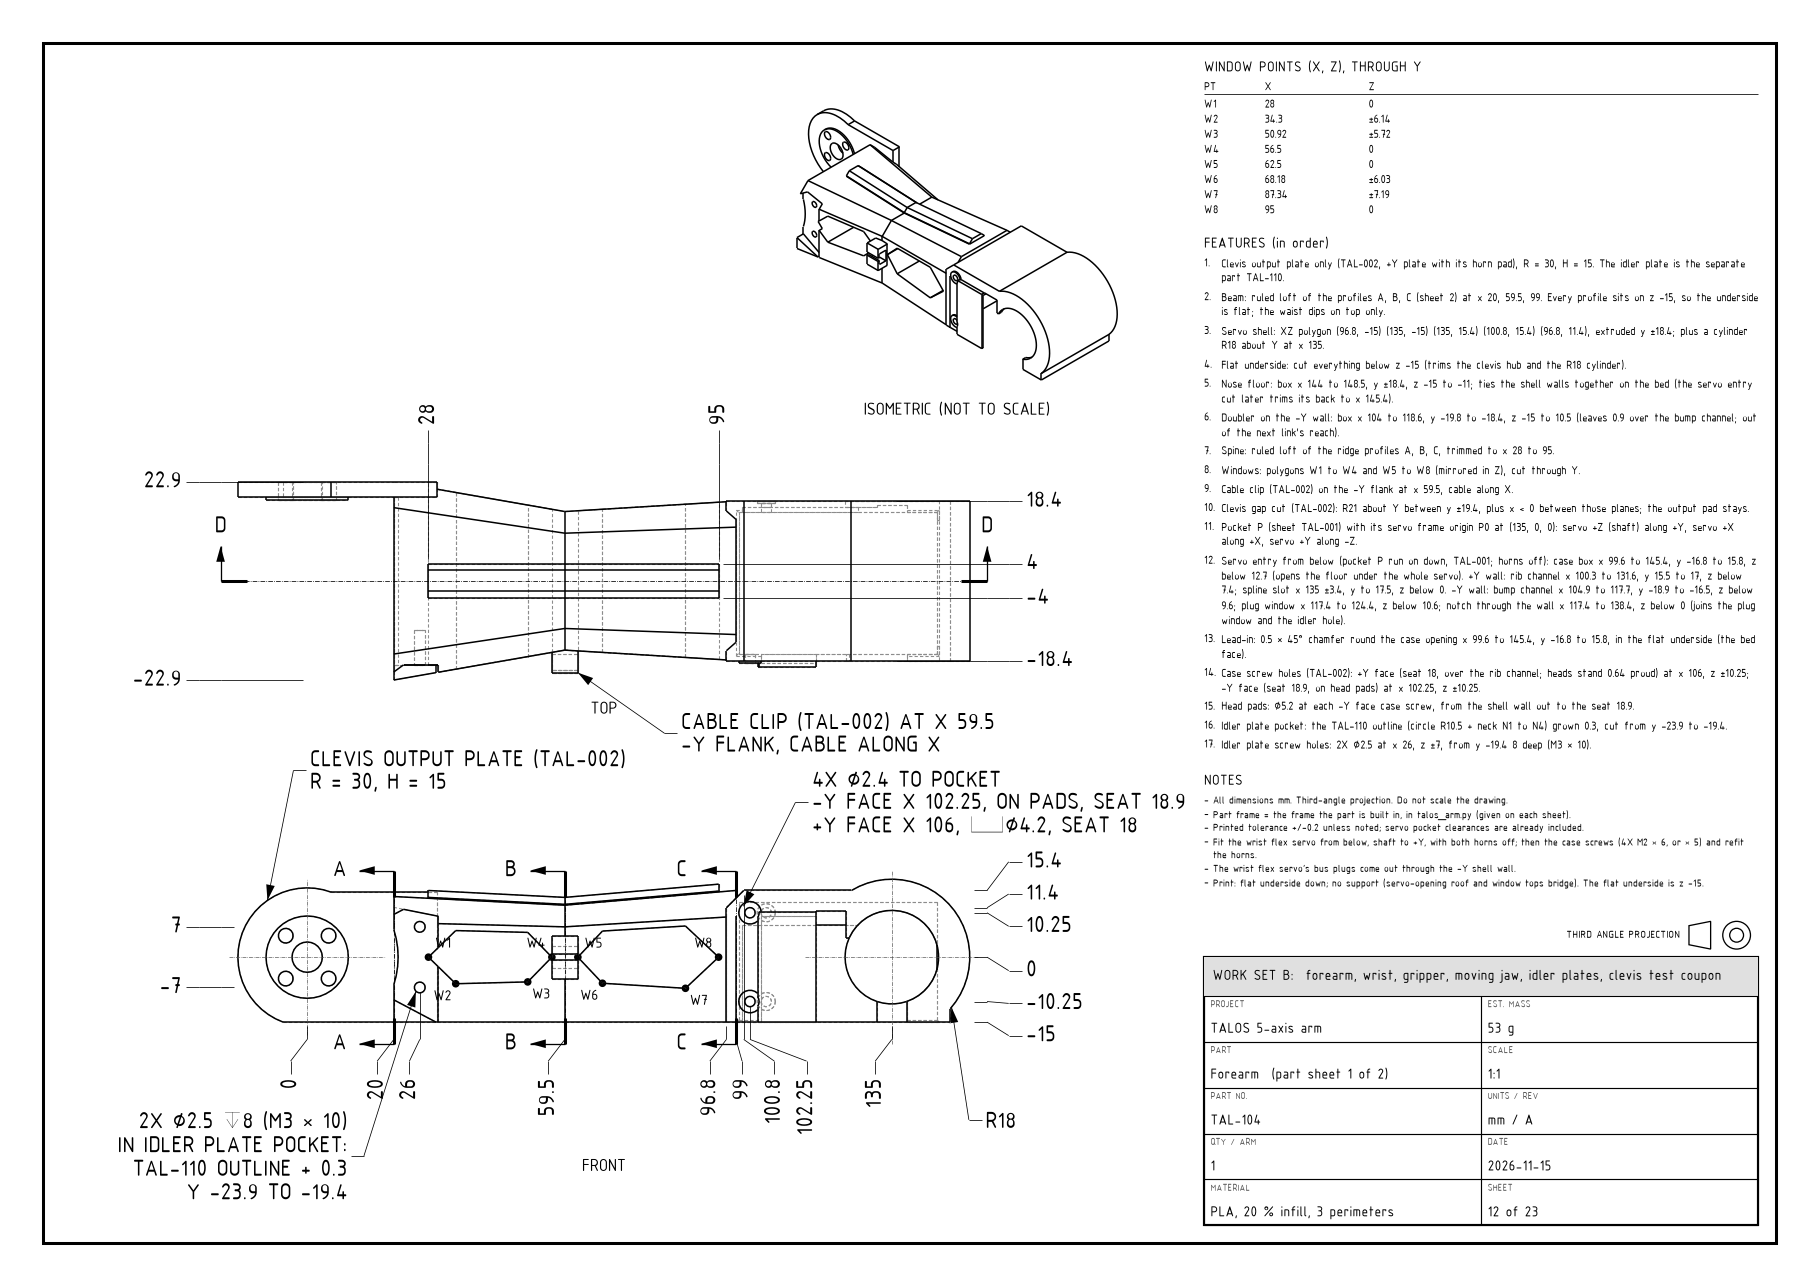 WINDOW POINTS (X, Z), THROUGH Y
PT X Z
W1 28 0
W2 34.3 ±6.14
W3 50.92 ±5.72
W4 56.5 0
W5 62.5 0
W6 68.18 ±6.03
W7 87.34 ±7.19
W8 95 0
FEATURES (in order)
1. Clevis output plate only (TAL-002, +Y plate with its horn pad), R = 30, H = 15. The idler plate is the separate
part TAL-110.
2. Beam: ruled loft of the profiles A, B, C (sheet 2) at x 20, 59.5, 99. Every profile sits on z -15, so the underside
is flat; the waist dips on top only.
3. Servo shell: XZ polygon (96.8, -15) (135, -15) (135, 15.4) (100.8, 15.4) (96.8, 11.4), extruded y ±18.4; plus a cylinder
R18 about Y at x 135.
4. Flat underside: cut everything below z -15 (trims the clevis hub and the R18 cylinder).
5. Nose floor: box x 144 to 148.5, y ±18.4, z -15 to -11; ties the shell walls together on the bed (the servo entry
cut later trims its back to x 145.4).
6. Doubler on the -Y wall: box x 104 to 118.6, y -19.8 to -18.4, z -15 to 10.5 (leaves 0.9 over the bump channel; out
of the next link's reach).
7. Spine: ruled loft of the ridge profiles A, B, C, trimmed to x 28 to 95.
8. Windows: polygons W1 to W4 and W5 to W8 (mirrored in Z), cut through Y.
9. Cable clip (TAL-002) on the -Y flank at x 59.5, cable along X.
10. Clevis gap cut (TAL-002): R21 about Y between y ±19.4, plus x < 0 between those planes; the output pad stays.
11. Pocket P (sheet TAL-001) with its servo frame origin P0 at (135, 0, 0): servo +Z (shaft) along +Y, servo +X
along +X, servo +Y along -Z.
12. Servo entry from below (pocket P run on down, TAL-001; horns off): case box x 99.6 to 145.4, y -16.8 to 15.8, z
below 12.7 (opens the floor under the whole servo). +Y wall: rib channel x 100.3 to 131.6, y 15.5 to 17, z below
7.4; spline slot x 135 ±3.4, y to 17.5, z below 0. -Y wall: bump channel x 104.9 to 117.7, y -18.9 to -16.5, z below
9.6; plug window x 117.4 to 124.4, z below 10.6; notch through the wall x 117.4 to 138.4, z below 0 (joins the plug
window and the idler hole).
13. Lead-in: 0.5 × 45° chamfer round the case opening x 99.6 to 145.4, y -16.8 to 15.8, in the flat underside (the bed
face).
14. Case screw holes (TAL-002): +Y face (seat 18, over the rib channel; heads stand 0.64 proud) at x 106, z ±10.25;
-Y face (seat 18.9, on head pads) at x 102.25, z ±10.25.
15. Head pads: Ø5.2 at each -Y face case screw, from the shell wall out to the seat 18.9.
16. Idler plate pocket: the TAL-110 outline (circle R10.5 + neck N1 to N4) grown 0.3, cut from y -23.9 to -19.4.
17. Idler plate screw holes: 2X Ø2.5 at x 26, z ±7, from y -19.4 8 deep (M3 × 10).
NOTES
- All dimensions mm. Third-angle projection. Do not scale the drawing.
- Part frame = the frame the part is built in, in talos_arm.py (given on each sheet).
- Printed tolerance +/-0.2 unless noted; servo pocket clearances are already included.
- Fit the wrist flex servo from below, shaft to +Y, with both horns off; then the case screws (4X M2 × 6, or × 5) and refit
the horns.
- The wrist flex servo's bus plugs come out through the -Y shell wall.
- Print: flat underside down; no support (servo-opening roof and window tops bridge). The flat underside is z -15.
ISOMETRIC (NOT TO SCALE)
28
95
22.9
18.4
D
D
4
-4
-18.4
-22.9
TOP
CABLE CLIP (TAL-002) AT X 59.5
-Y FLANK, CABLE ALONG X
CLEVIS OUTPUT PLATE (TAL-002)
R = 30, H = 15
4X Ø2.4 TO POCKET
-Y FACE X 102.25, ON PADS, SEAT 18.9
+Y FACE X 106, ⌴Ø4.2, SEAT 18
A
B
C
15.4
11.4
10.25
7
W1
W4
W5
W8
0
-7
W2
W3
W6
W7
-10.25
-15
A
B
C
0
20
26
59.5
96.8
99
100.8
102.25
135
R18
2X Ø2.5 ↧8 (M3 × 10)
IN IDLER PLATE POCKET:
TAL-110 OUTLINE + 0.3
Y -23.9 TO -19.4
FRONT
THIRD ANGLE PROJECTION
WORK SET B: forearm, wrist, gripper, moving jaw, idler plates, clevis test coupon
PROJECT EST. MASS
TALOS 5-axis arm 53 g
PART SCALE
Forearm (part sheet 1 of 2) 1:1
PART NO. UNITS / REV
TAL-104 mm / A
QTY / ARM DATE
1 2026-11-15
MATERIAL SHEET
PLA, 20 % infill, 3 perimeters 12 of 23